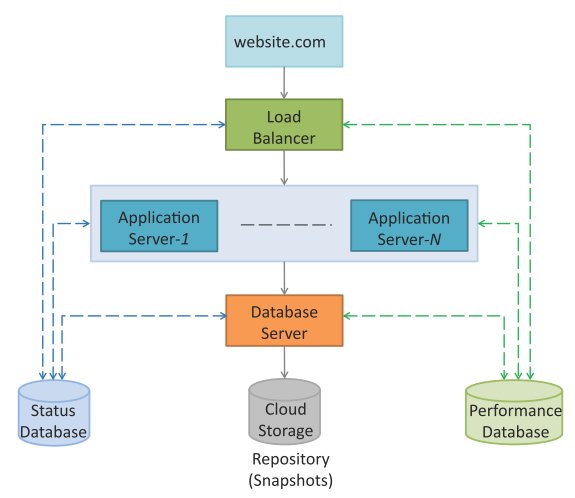 website.com
Load
Balancer
Application
Server-1
Application
Server-N
Database
Server
Status
Database
Cloud
Storage
Performance
Database
Repository
(Snapshots)